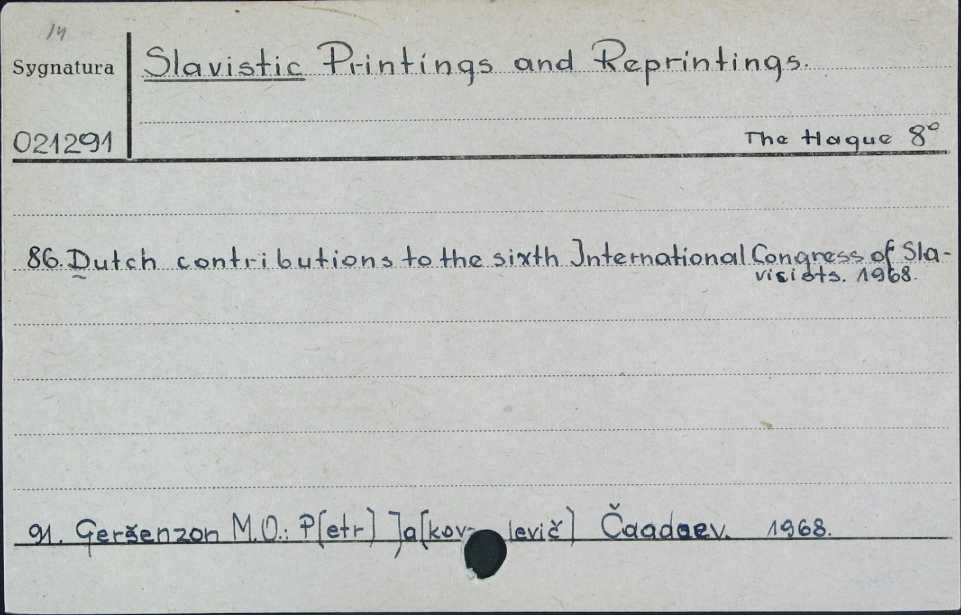 14
Sygnatura
Slavistic Printings and Reprintings.
021291
The Hague 8°
86. Dutch contributions to the sixth International Congress of Sla-
visists. 1968.
91. Geršenzon M.O.: P[etr] Ja[kov- levič] Čaadaev. 1968.